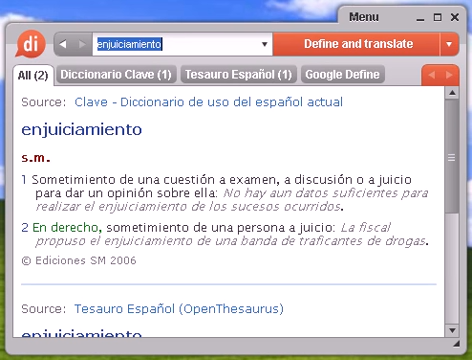 Menu
di
enjuiciamiento
Define and translate
All (2)
Diccionario Clave (1)
Tesauro Español (1)
Google Define
Source: Clave - Diccionario de uso del español actual
enjuiciamiento
s.m.
1 Sometimiento de una cuestión a examen, a discusión o a juicio
para dar un opinión sobre ella: No hay aun datos suficientes para
realizar el enjuiciamiento de los sucesos ocurridos.
2 En derecho, sometimiento de una persona a juicio: La fiscal
propuso el enjuiciamiento de una banda de traficantes de drogas.
© Ediciones SM 2006
Source: Tesauro Español (OpenThesaurus)
enjuiciamiento